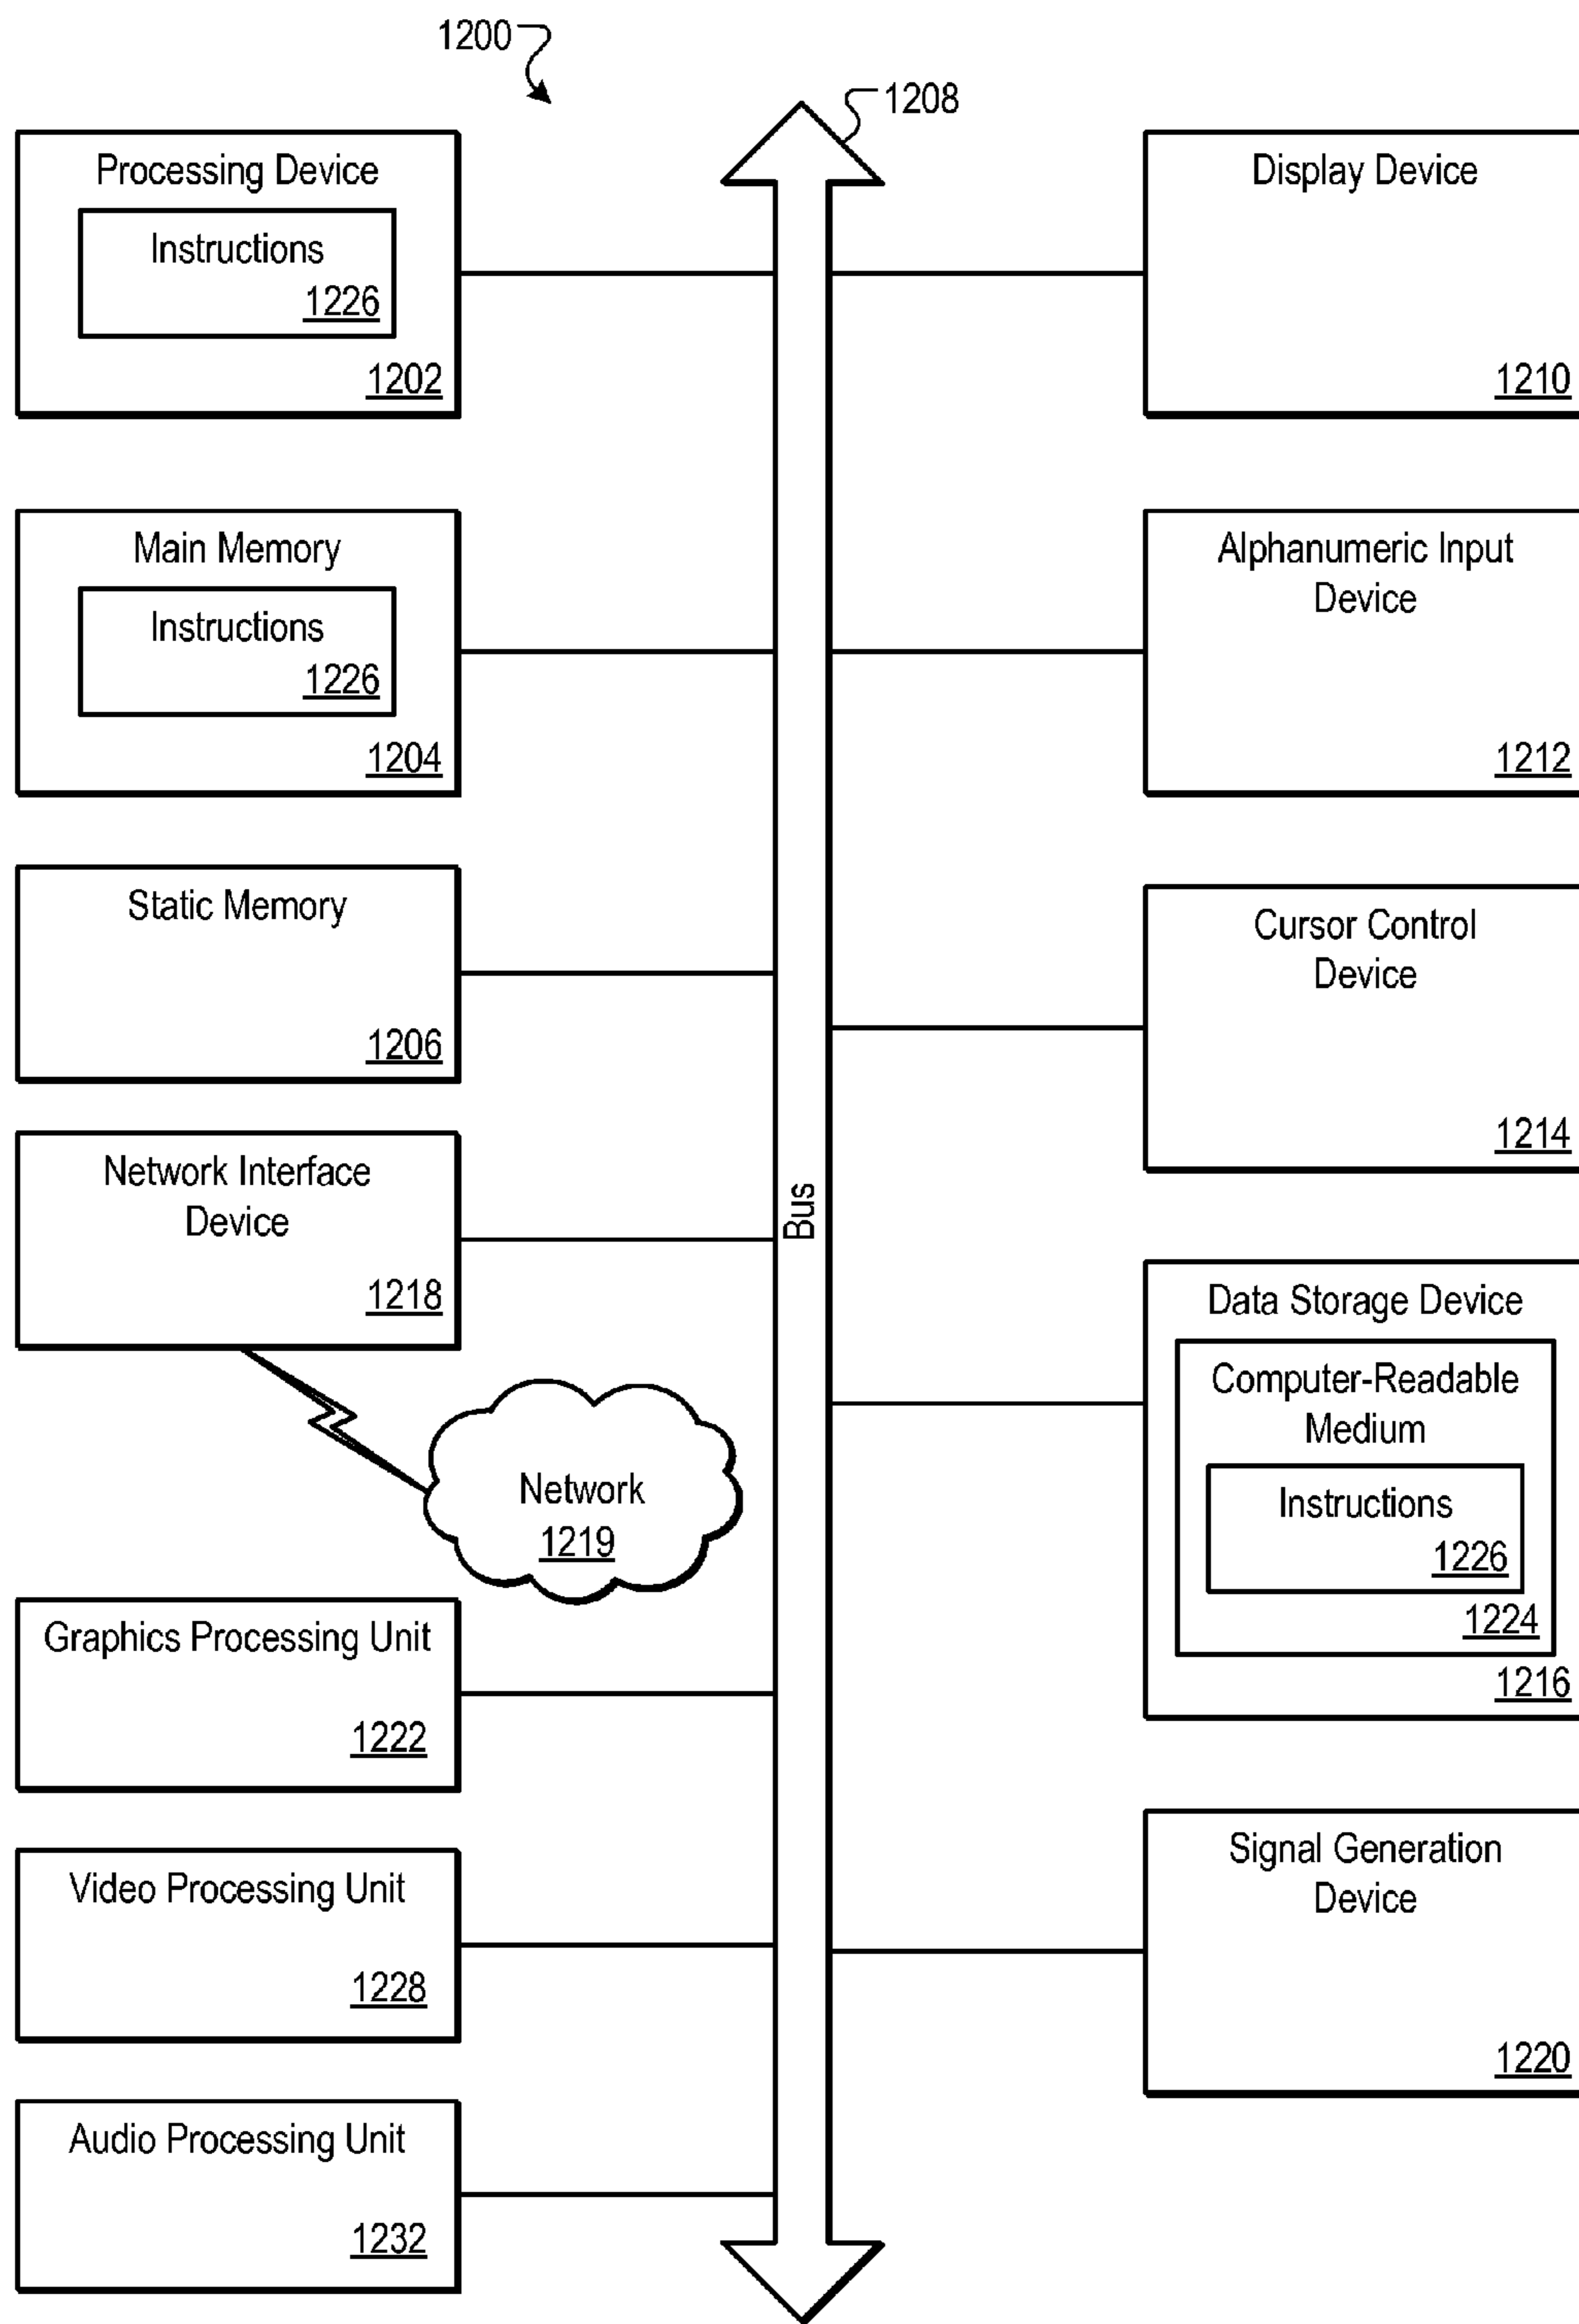 1200
1208
Processing Device
Instructions
1226
1202
Main Memory
Instructions
1226
1204
Static Memory
1206
Network Interface
Device
1218
Network
1219
Graphics Processing Unit
1222
Video Processing Unit
1228
Audio Processing Unit
1232
Bus
Display Device
1210
Alphanumeric Input
Device
1212
Cursor Control
Device
1214
Data Storage Device
Computer-Readable
Medium
Instructions
1226
1224
1216
Signal Generation
Device
1220